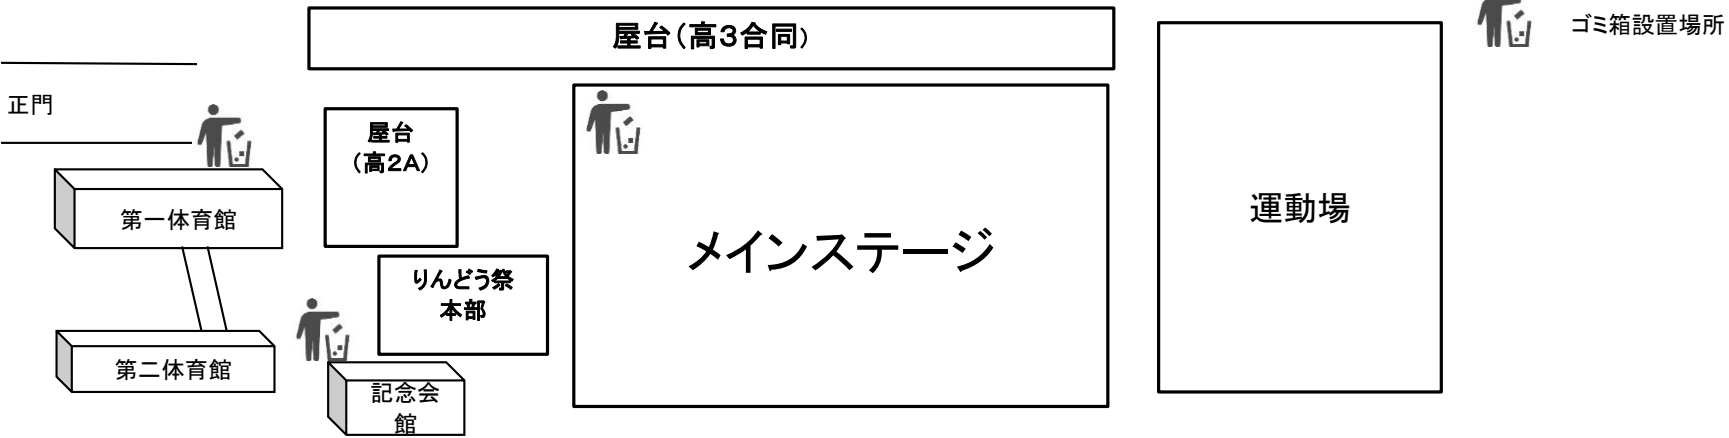 屋台（高３合同）
ゴミ箱設置場所
正門
屋台
（高２A）
第一体育館
メインステージ
運動場
りんどう祭
本部
第二体育館
記念会
館